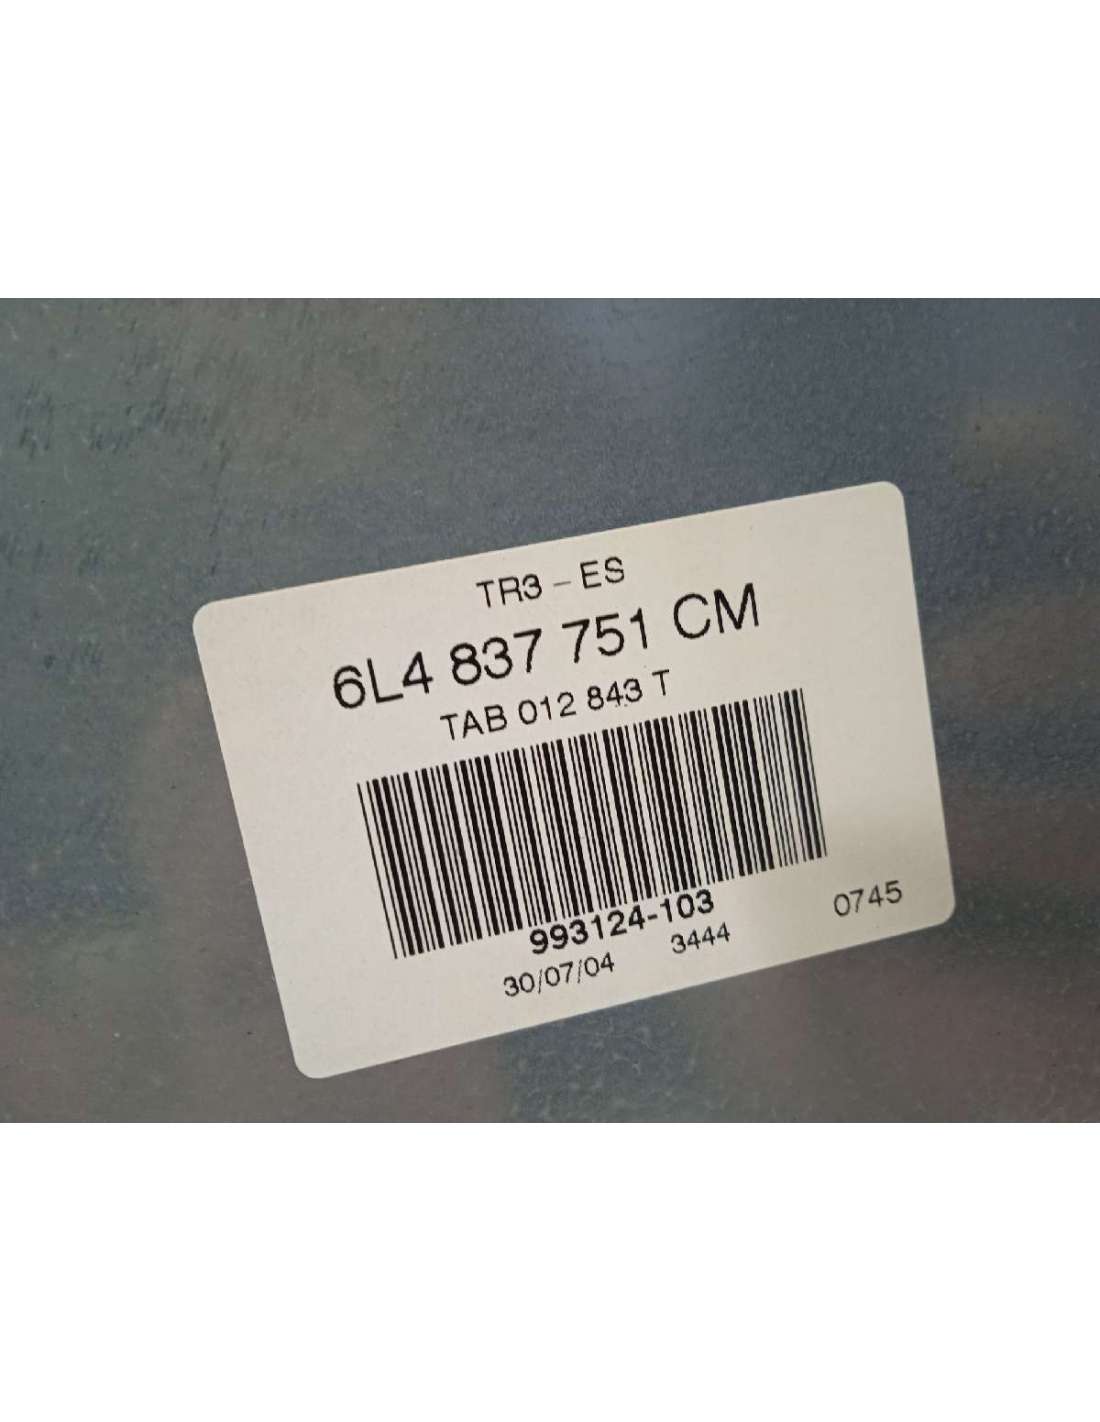 TR3 – ES
6L4 837 751 CM
TAB 012 843 T
993124-103
30/07/04 3444 0745